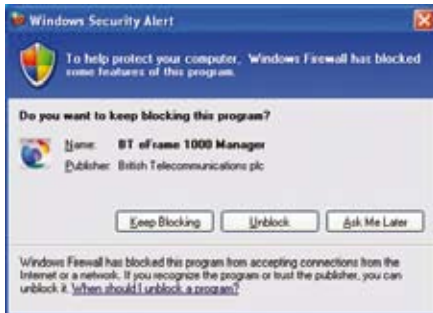 Windows Security Alert
To help protect your computer, Windows Firewall has blocked
some features of this program.
Do you want to keep blocking this program?
Name: BT eFrame 1000 Manager
Publisher: British Telecommunications plc
Keep Blocking Unblock Ask Me Later
Windows Firewall has blocked this program from accepting connections from the
Internet or a network. If you recognize the program or trust the publisher, you can
unblock it. When should I unblock a program?